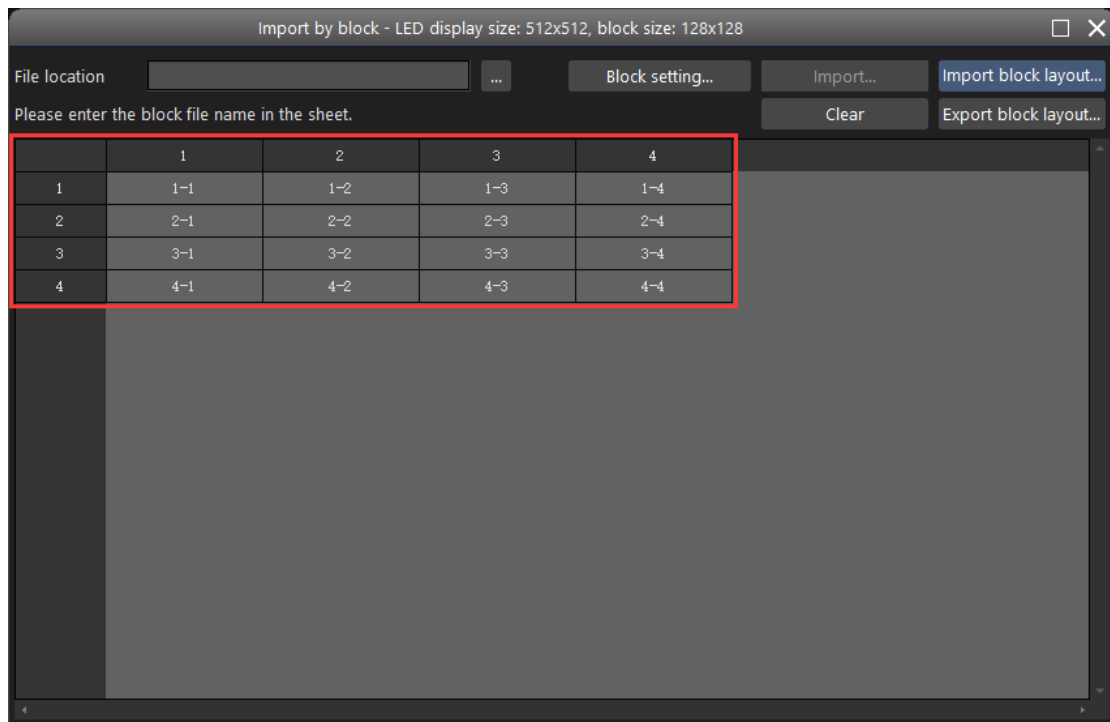 Import by block - LED display size: 512x512, block size: 128x128
File location ... Block setting... Import... Import block layout...
Please enter the block file name in the sheet. Clear Export block layout...
1 2 3 4
1 1-1 1-2 1-3 1-4
2 2-1 2-2 2-3 2-4
3 3-1 3-2 3-3 3-4
4 4-1 4-2 4-3 4-4